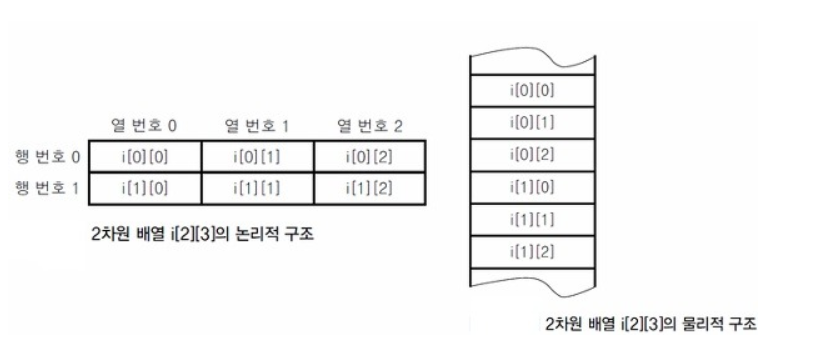 열 번호 0 열 번호 1 열 번호 2
행 번호 0 i[0][0] i[0][1] i[0][2]
행 번호 1 i[1][0] i[1][1] i[1][2]
2차원 배열 i[2][3]의 논리적 구조
i[0][0]
i[0][1]
i[0][2]
i[1][0]
i[1][1]
i[1][2]
2차원 배열 i[2][3]의 물리적 구조